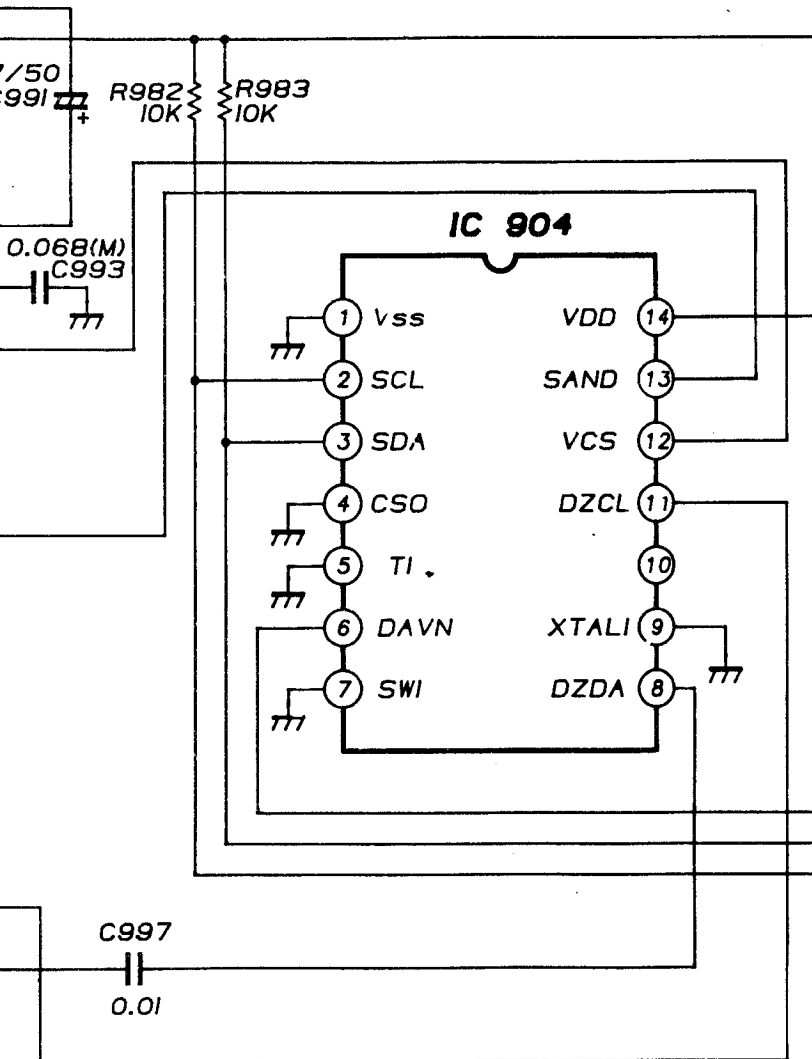 7/50
C991
+
R982
10K
R983
10K
0.068(M)
C993
IC 904
1 Vss
VDD 14
2 SCL
SAND 13
3 SDA
VCS 12
4 CSO
DZCL 11
5 TI
10
6 DAVN
XTALI 9
7 SWI
DZDA 8
C997
0.01